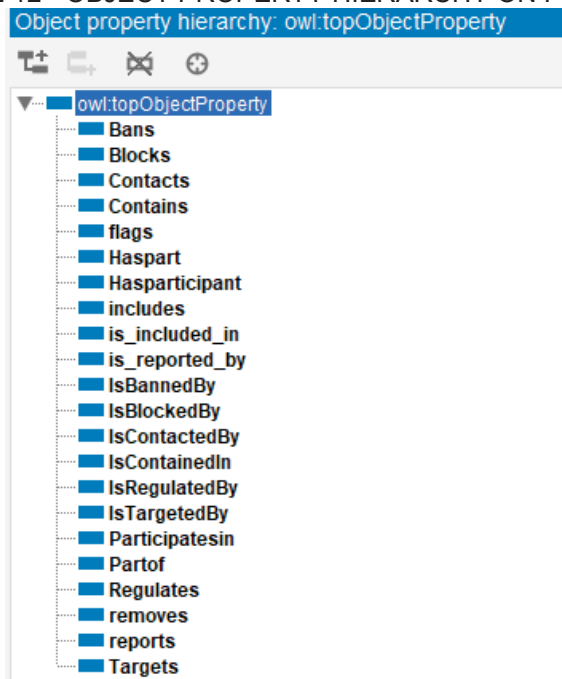 Object property hierarchy: owl:topObjectProperty
owl:topObjectProperty
Bans
Blocks
Contacts
Contains
flags
Haspart
Hasparticipant
includes
is_included_in
is_reported_by
IsBannedBy
IsBlockedBy
IsContactedBy
IsContainedIn
IsRegulatedBy
IsTargetedBy
Participatesin
Partof
Regulates
removes
reports
Targets